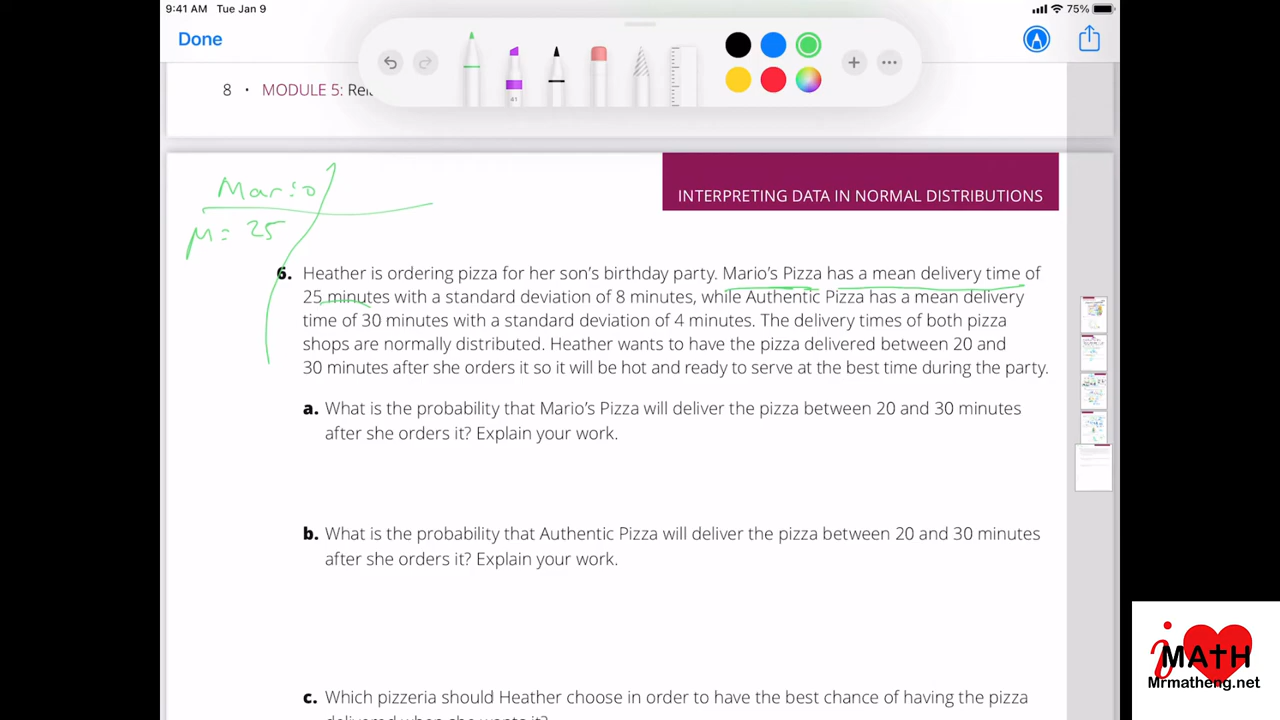 9:41 AM Tue Jan 9
75%
Done
41
8 • MODULE 5: Rel
INTERPRETING DATA IN NORMAL DISTRIBUTIONS
Mario
μ = 25
6. Heather is ordering pizza for her son's birthday party. Mario's Pizza has a mean delivery time of
25 minutes with a standard deviation of 8 minutes, while Authentic Pizza has a mean delivery
time of 30 minutes with a standard deviation of 4 minutes. The delivery times of both pizza
shops are normally distributed. Heather wants to have the pizza delivered between 20 and
30 minutes after she orders it so it will be hot and ready to serve at the best time during the party.
a. What is the probability that Mario's Pizza will deliver the pizza between 20 and 30 minutes
after she orders it? Explain your work.
b. What is the probability that Authentic Pizza will deliver the pizza between 20 and 30 minutes
after she orders it? Explain your work.
c. Which pizzeria should Heather choose in order to have the best chance of having the pizza
delivered when she wants it?
i
MATH
Mrmatheng.net